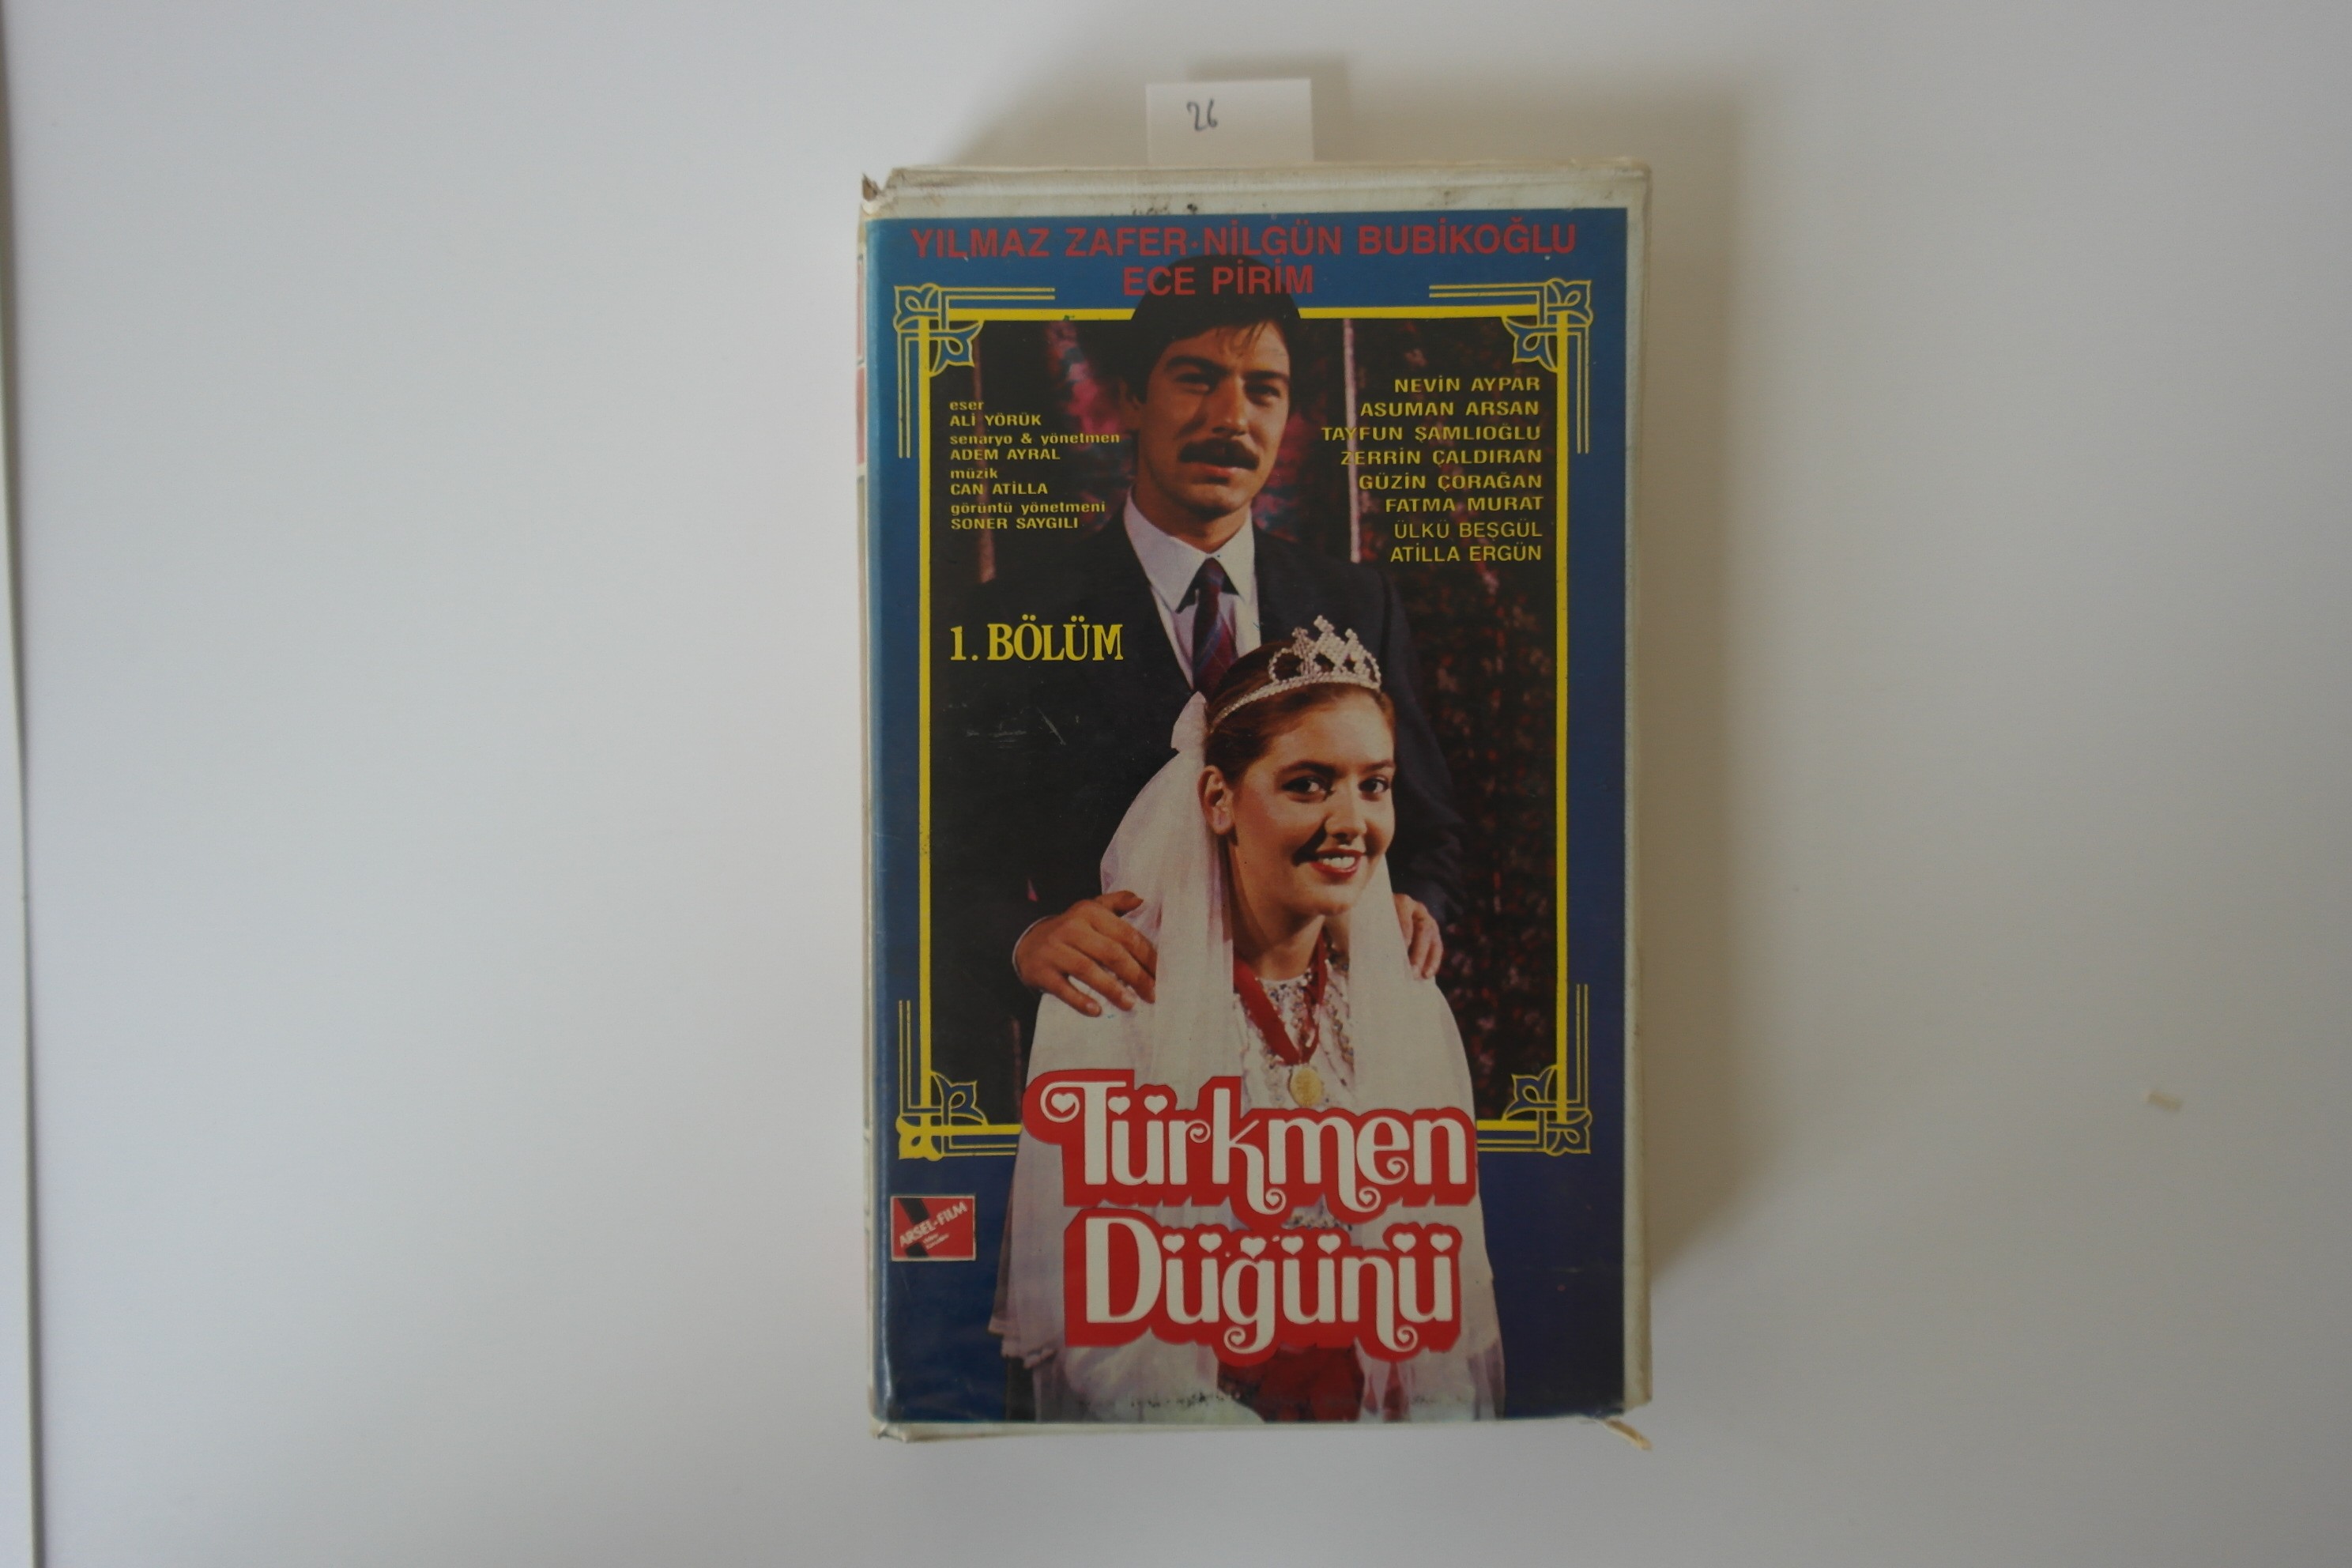 26
YILMAZ ZAFER·NİLGÜN BUBİKOĞLU
ECE PİRİM
eser
ALİ YÖRÜK
senaryo & yönetmen
ADEM AYRAL
müzik
CAN ATİLLA
görüntü yönetmeni
SONER SAYGILI
NEVİN AYPAR
ASUMAN ARSAN
TAYFUN ŞAMLIOĞLU
ZERRİN ÇALDIRAN
GÜZİN ÇORAĞAN
FATMA MURAT
ÜLKÜ BEŞGÜL
ATİLLA ERGÜN
1. BÖLÜM
Türkmen
Düğünü
ARSEL-FILM